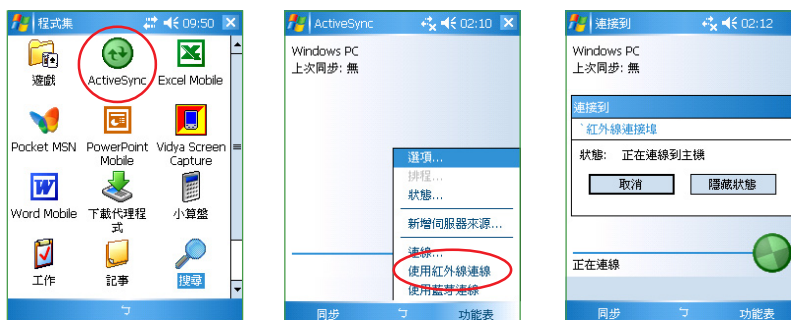 程式集 09:50
遊戲 ActiveSync Excel Mobile
Pocket MSN PowerPoint Mobile Vidya Screen Capture
Word Mobile 下載代理程式 小算盤
工作 記事 搜尋
ActiveSync 02:10
Windows PC
上次同步: 無
選項...
排程...
狀態...
新增伺服器來源...
連線...
使用紅外線連線
使用藍芽連線
同步 功能表
連接到 02:12
Windows PC
上次同步: 無
連接到
`紅外線連接埠
狀態: 正在連線到主機
取消 隱藏狀態
正在連線
同步 功能表